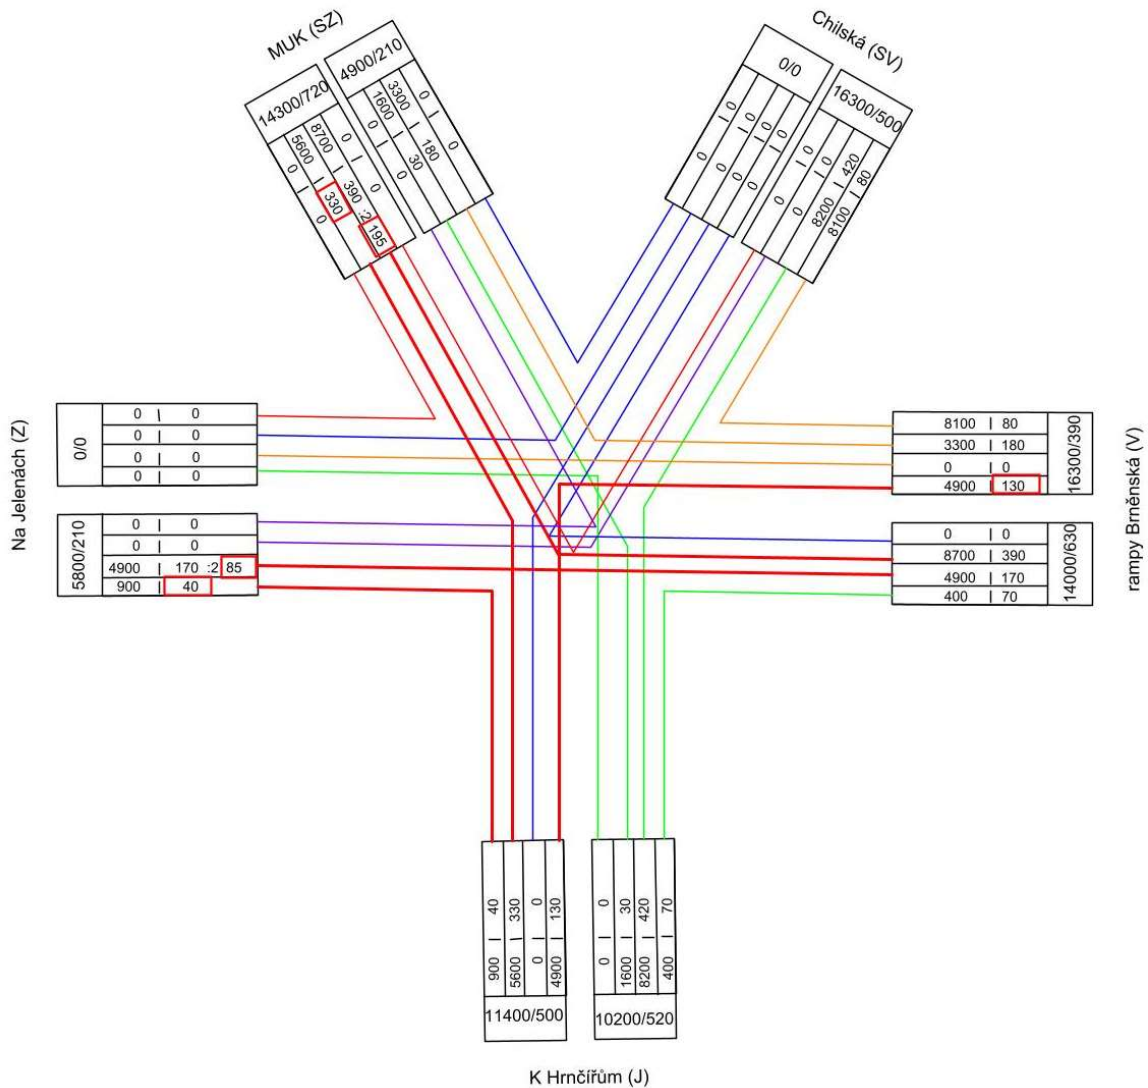 MUK (SZ)
14300/720
0 | 0
5600 | 330
8700 | 390 :2 195
0 | 0
4900/210
0 | 0
1600 | 30
3300 | 180
0 | 0
Chilská (SV)
0/0
0 | 0
0 | 0
0 | 0
0 | 0
16300/500
0 | 0
0 | 0
8200 | 420
8100 | 80
Na Jelenách (Z)
0/0
0 | 0
0 | 0
0 | 0
0 | 0
5800/210
0 | 0
0 | 0
4900 | 170 :2 85
900 | 40
rampy Brněnská (V)
16300/390
8100 | 80
3300 | 180
0 | 0
4900 | 130
14000/630
0 | 0
8700 | 390
4900 | 170
400 | 70
900 | 40
5600 | 330
0 | 0
4900 | 130
11400/500
0 | 0
1600 | 30
8200 | 420
400 | 70
10200/520
K Hrnčířům (J)